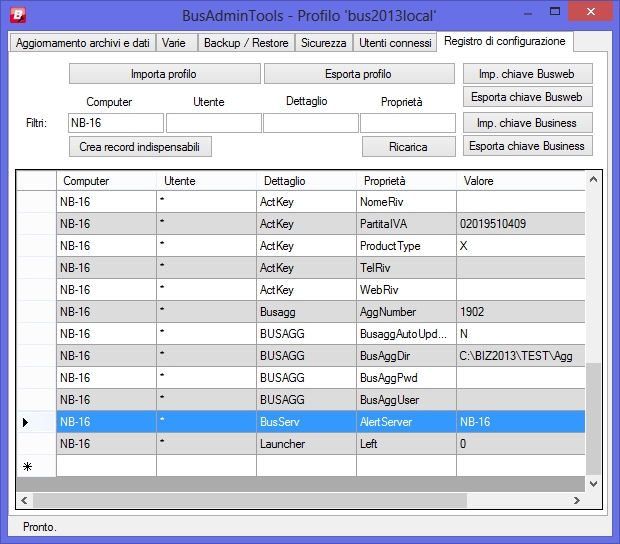 BusAdminTools - Profilo 'bus2013local'
Aggiornamento archivi e dati Varie Backup / Restore Sicurezza Utenti connessi Registro di configurazione
Importa profilo Esporta profilo Imp. chiave Busweb
Esporta chiave Busweb
Computer Utente Dettaglio Proprietà
Filtri: NB-16 Imp. chiave Business
Crea record indispensabili Ricarica Esporta chiave Business
Computer Utente Dettaglio Proprietà Valore
NB-16 * ActKey NomeRiv
NB-16 * ActKey PartitaIVA 02019510409
NB-16 * ActKey ProductType X
NB-16 * ActKey TelRiv
NB-16 * ActKey WebRiv
NB-16 * Busagg AggNumber 1902
NB-16 * BUSAGG BusaggAutoUpd... N
NB-16 * BUSAGG BusAggDir C:\BIZ2013\TEST\Agg
NB-16 * BUSAGG BusAggPwd
NB-16 * BUSAGG BusAggUser
NB-16 * BusServ AlertServer NB-16
NB-16 * Launcher Left 0
Pronto.